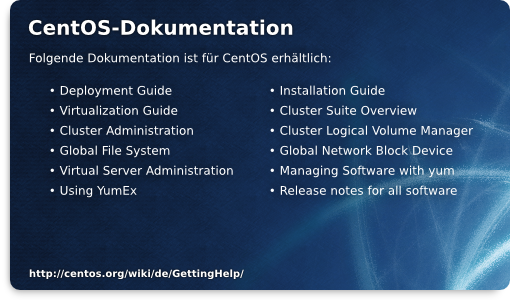 CentOS-Dokumentation
Folgende Dokumentation ist für CentOS erhältlich:
• Deployment Guide
• Virtualization Guide
• Cluster Administration
• Global File System
• Virtual Server Administration
• Using YumEx
• Installation Guide
• Cluster Suite Overview
• Cluster Logical Volume Manager
• Global Network Block Device
• Managing Software with yum
• Release notes for all software
http://centos.org/wiki/de/GettingHelp/